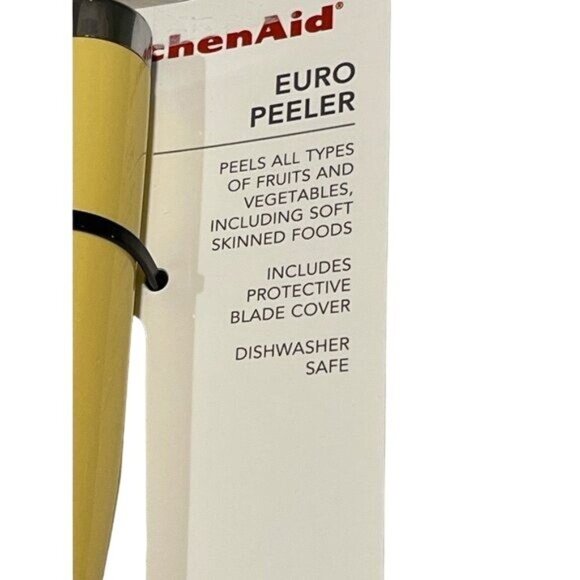 chenAid®
EURO
PEELER
PEELS ALL TYPES
OF FRUITS AND
VEGETABLES,
INCLUDING SOFT
SKINNED FOODS
INCLUDES
PROTECTIVE
BLADE COVER
DISHWASHER
SAFE